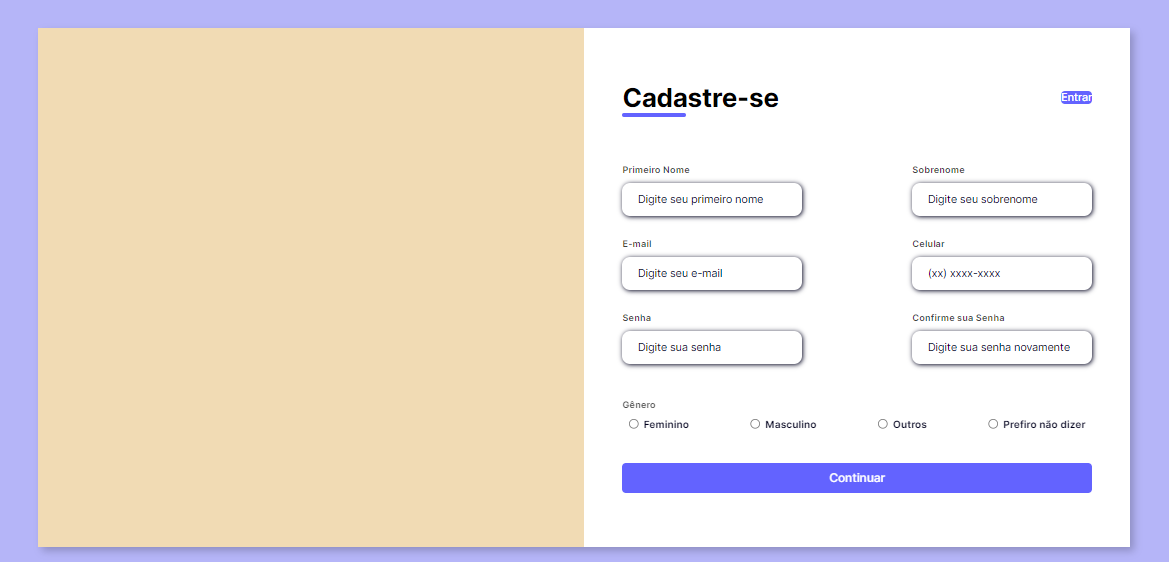 Cadastre-se
Entrar
Primeiro Nome
Sobrenome
Digite seu primeiro nome
Digite seu sobrenome
E-mail
Celular
Digite seu e-mail
(xx) xxxx-xxxx
Senha
Confirme sua Senha
Digite sua senha
Digite sua senha novamente
Gênero
Feminino Masculino Outros Prefiro não dizer
Continuar